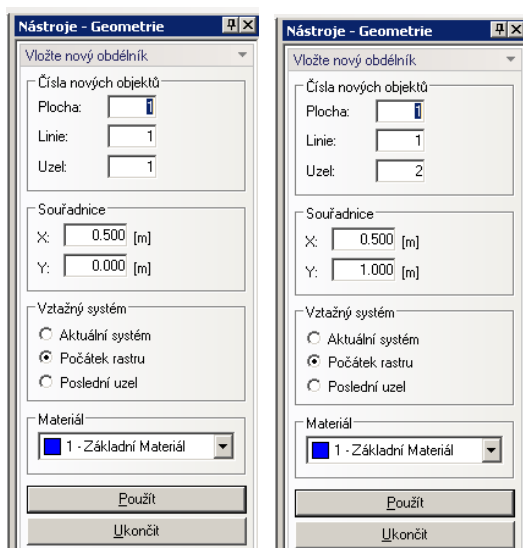 Nástroje - Geometrie
Vložte nový obdélník
Čísla nových objektů
Plocha: 1
Linie: 1
Uzel: 1
Souřadnice
X: 0.500 [m]
Y: 0.000 [m]
Vztažný systém
Aktuální systém
Počátek rastru
Poslední uzel
Materiál
1 - Základní Materiál
Použít
Ukončit
Nástroje - Geometrie
Vložte nový obdélník
Čísla nových objektů
Plocha: 1
Linie: 1
Uzel: 2
Souřadnice
X: 0.500 [m]
Y: 1.000 [m]
Vztažný systém
Aktuální systém
Počátek rastru
Poslední uzel
Materiál
1 - Základní Materiál
Použít
Ukončit